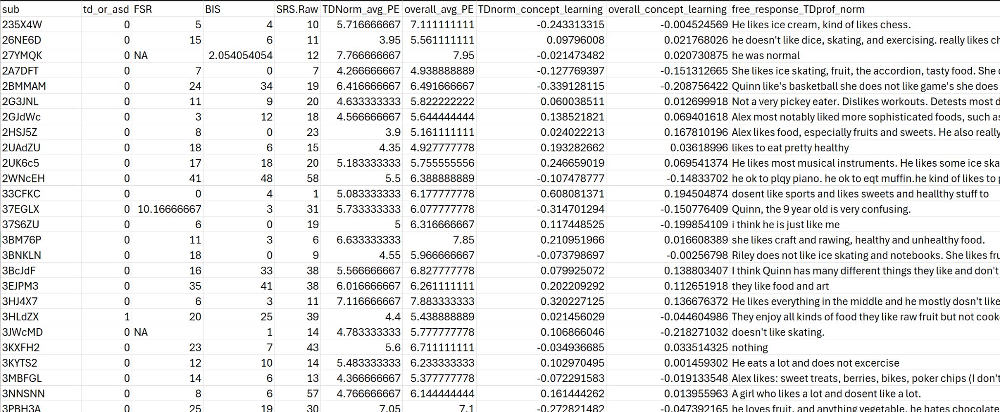 sub td_or_asd FSR BIS SRS.Raw TDNorm_avg_PE overall_avg_PE TDnorm_concept_learning overall_concept_learning free_response_TDprof_norm
235X4W 0 5 4 10 5.716666667 7.111111111 -0.243313315 -0.004524569 He likes ice cream, kind of likes chess.
26NE6D 0 15 6 11 3.95 5.561111111 0.09796008 0.021768026 he doesn't like dice, skating, and exercising. really likes ch
27YMQK 0 NA 2.054054054 12 7.766666667 7.95 -0.021473482 0.020730875 he was normal
2A7DFT 0 7 0 7 4.266666667 4.938888889 -0.127769397 -0.151312665 She likes ice skating, fruit, the accordion, tasty food. She d
2BMMAM 0 24 34 19 6.416666667 6.491666667 -0.339128115 -0.208756422 Quinn like's basketball she does not like game's she does
2G3JNL 0 11 9 20 4.633333333 5.822222222 0.060038511 0.012699918 Not a very pickey eater. Dislikes workouts. Detests most d
2GJdWc 0 3 12 18 4.566666667 5.644444444 0.138521821 0.069401618 Alex most notably liked more sophisticated foods, such as
2HSJ5Z 0 8 0 23 3.9 5.161111111 0.024022213 0.167810196 Alex likes food, especially fruits and sweets. He also really
2UAdZU 0 18 6 15 4.35 4.927777778 0.193282662 0.03618996 likes to eat pretty healthy
2UK6c5 0 17 18 20 5.183333333 5.755555556 0.246659019 0.069541374 He likes most musical instruments. He likes some ice ska
2WNcEH 0 41 48 58 5.5 6.388888889 -0.107478777 -0.14833702 he ok to plqy piano. he ok to eqt muffin.he kind of likes to p
33CFKC 0 0 4 1 5.083333333 6.177777778 0.608081371 0.194504874 dosent like sports and likes sweets and heallthy stuff to
37EGLX 0 10.16666667 3 31 5.733333333 6.077777778 -0.314701294 -0.150776409 Quinn, the 9 year old is very confusing.
37S6ZU 0 6 0 19 5 6.316666667 0.117448525 -0.199854109 i think he is just like me
3BM76P 0 11 3 6 6.633333333 7.85 0.210951966 0.016608389 she likes craft and rawing, healthy and unhealthy food.
3BNKLN 0 18 0 9 4.55 5.966666667 -0.073798697 -0.00256798 Riley does not like ice skating and notebooks. She likes fru
3BcJdF 0 16 33 38 5.566666667 6.827777778 0.079925072 0.138803407 I think Quinn has many different things they like and don't
3EJPM3 0 35 41 38 6.016666667 6.261111111 0.202209292 0.112651918 they like food and art
3HJ4X7 0 6 3 11 7.116666667 7.883333333 0.320227125 0.136676372 He likes everything in the middle and he mostly dosn't like
3HLdZX 1 20 25 39 4.4 5.438888889 0.021456029 -0.044604986 They enjoy all kinds of food they like raw fruit but not cook
3JWcMD 0 NA 1 14 4.783333333 5.777777778 0.106866046 -0.218271032 doesn't like skating.
3KXFH2 0 23 7 43 5.6 6.711111111 -0.034936685 0.033514325 nothing
3KYTS2 0 12 10 14 5.483333333 6.233333333 0.102970495 0.001459302 He eats a lot and does not excercise
3MBFGL 0 14 6 13 4.366666667 5.377777778 -0.072291583 -0.019133548 Alex likes: sweet treats, berries, bikes, poker chips (I don't
3NNSNN 0 8 6 57 4.766666667 6.144444444 0.161444262 0.013955963 A girl who likes a lot and dosent like a lot.
3PBH3A 0 25 19 30 7.05 7.1 -0.272821482 -0.047392165 he loves fruit, and anything vegetable, he hates chocolate